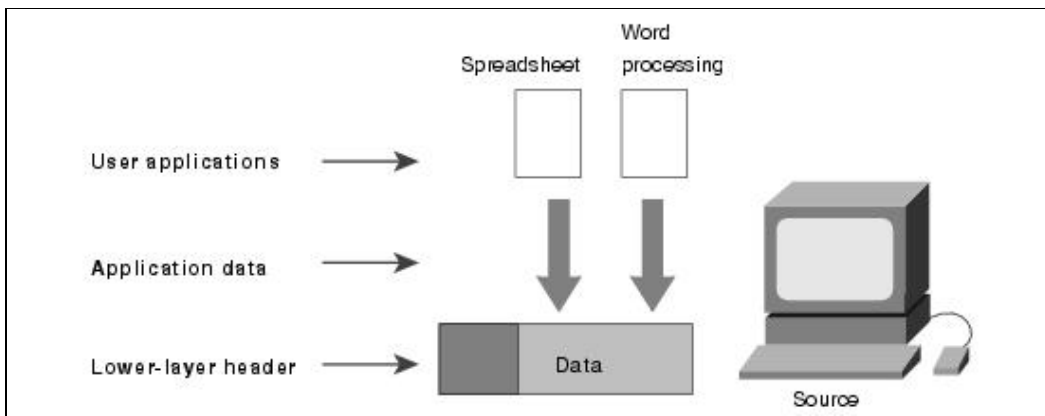 Word
Spreadsheet processing
User applications
Application data
Lower-layer header
Data
Source